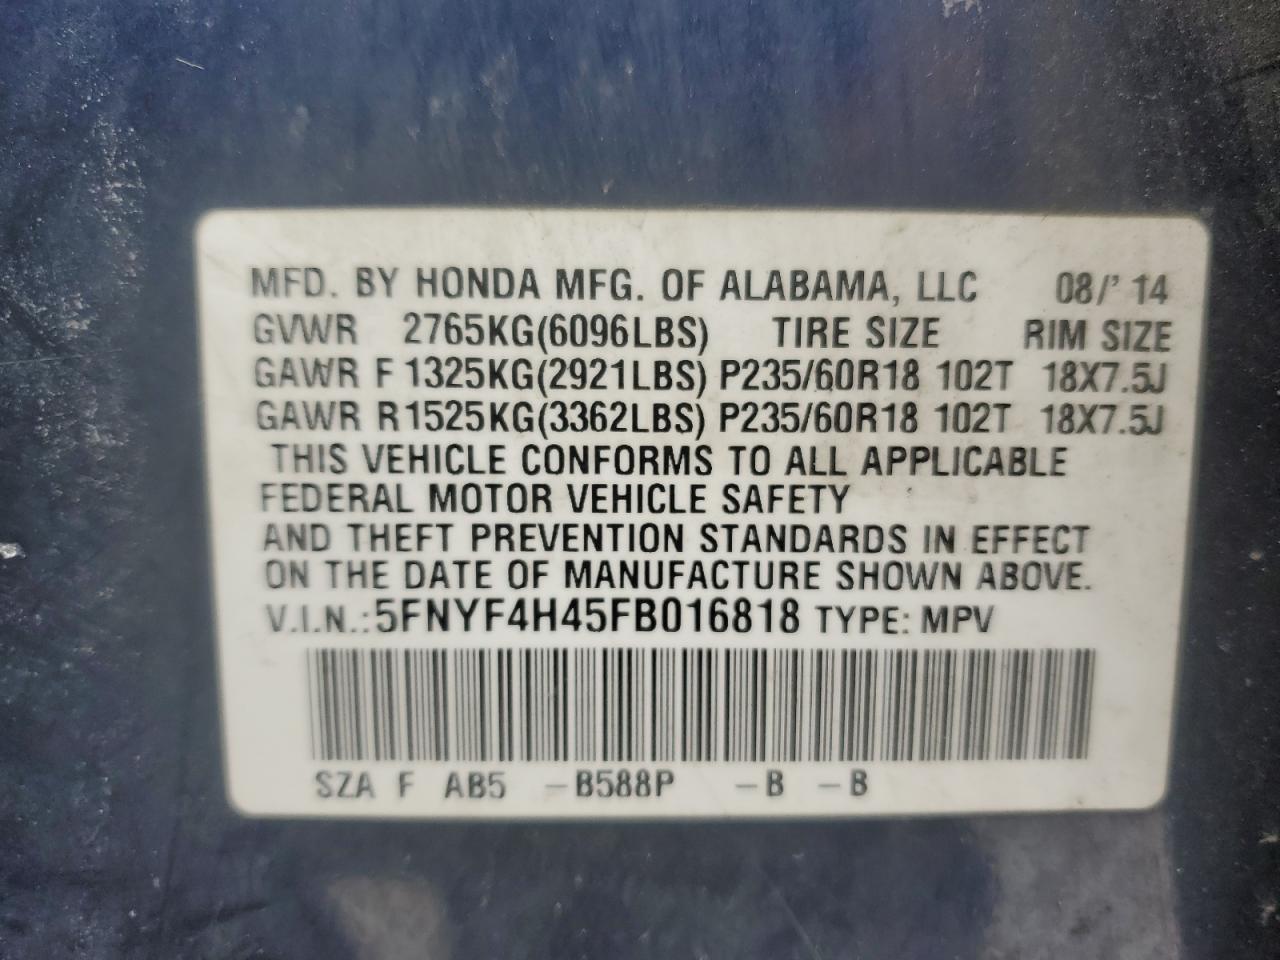 MFD. BY HONDA MFG. OF ALABAMA, LLC 08/' 14
GVWR 2765KG(6096LBS) TIRE SIZE RIM SIZE
GAWR F 1325KG(2921LBS) P235/60R18 102T 18X7.5J
GAWR R 1525KG(3362LBS) P235/60R18 102T 18X7.5J
THIS VEHICLE CONFORMS TO ALL APPLICABLE
FEDERAL MOTOR VEHICLE SAFETY
AND THEFT PREVENTION STANDARDS IN EFFECT
ON THE DATE OF MANUFACTURE SHOWN ABOVE.
V.I.N.: 5FNYF4H45FB016818 TYPE: MPV
SZA F AB5 –B588P –B –B